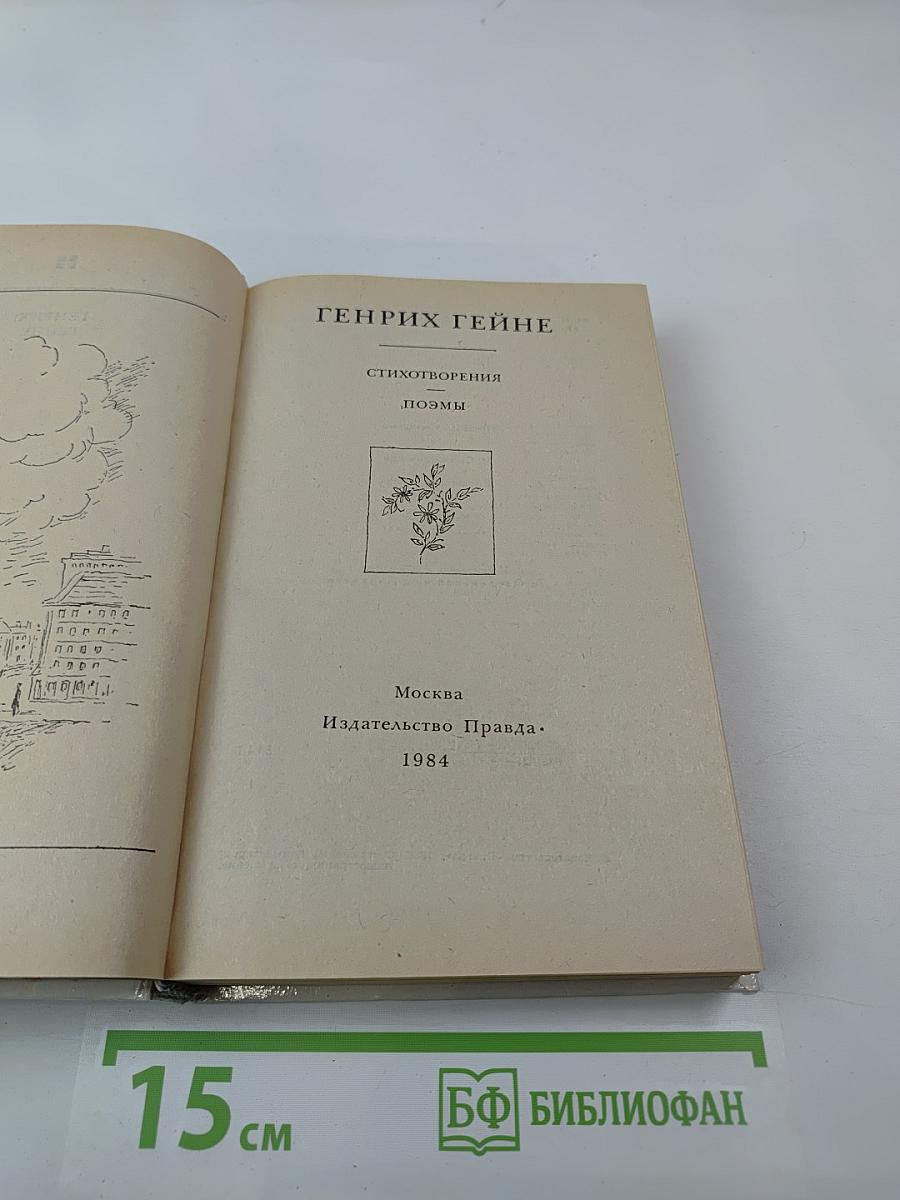 ГЕНРИХ ГЕЙНЕ
СТИХОТВОРЕНИЯ
ПОЭМЫ
Москва
Издательство Правда•
1984
15 см
БФ БИБЛИОФАН